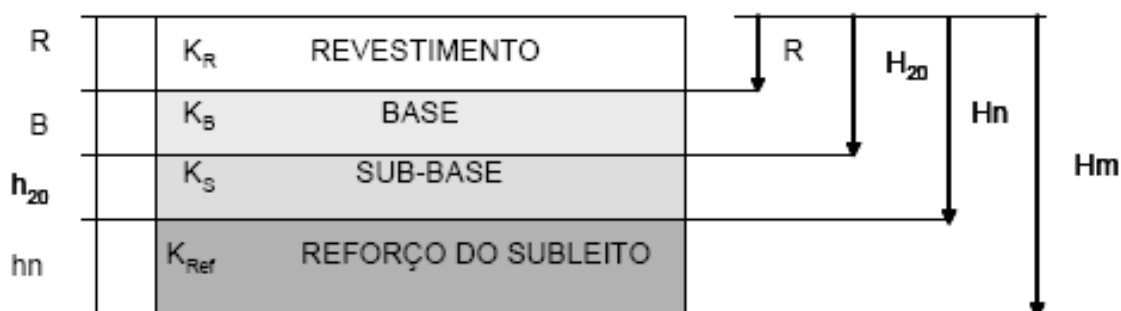 R K_R REVESTIMENTO R H_20
B K_B BASE Hn
h_20 K_S SUB-BASE Hm
hn K_Ref REFORÇO DO SUBLEITO